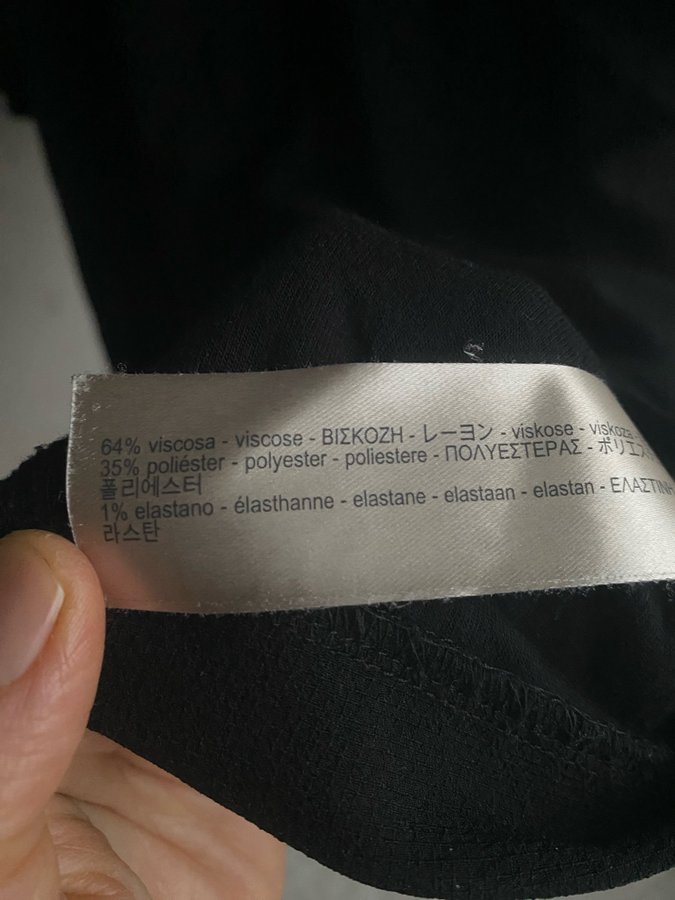 64% viscosa - viscose - ΒΙΣΚΟΖΗ - レーヨン - viskose - viskoza
35% poliéster - polyester - poliestere - ΠΟΛΥΕΣΤΕΡΑΣ -
폴리에스터
1% elastano - élasthanne - elastane - elastaan - elastan - ΕΛΑΣΤΙΝΗ
라스탄